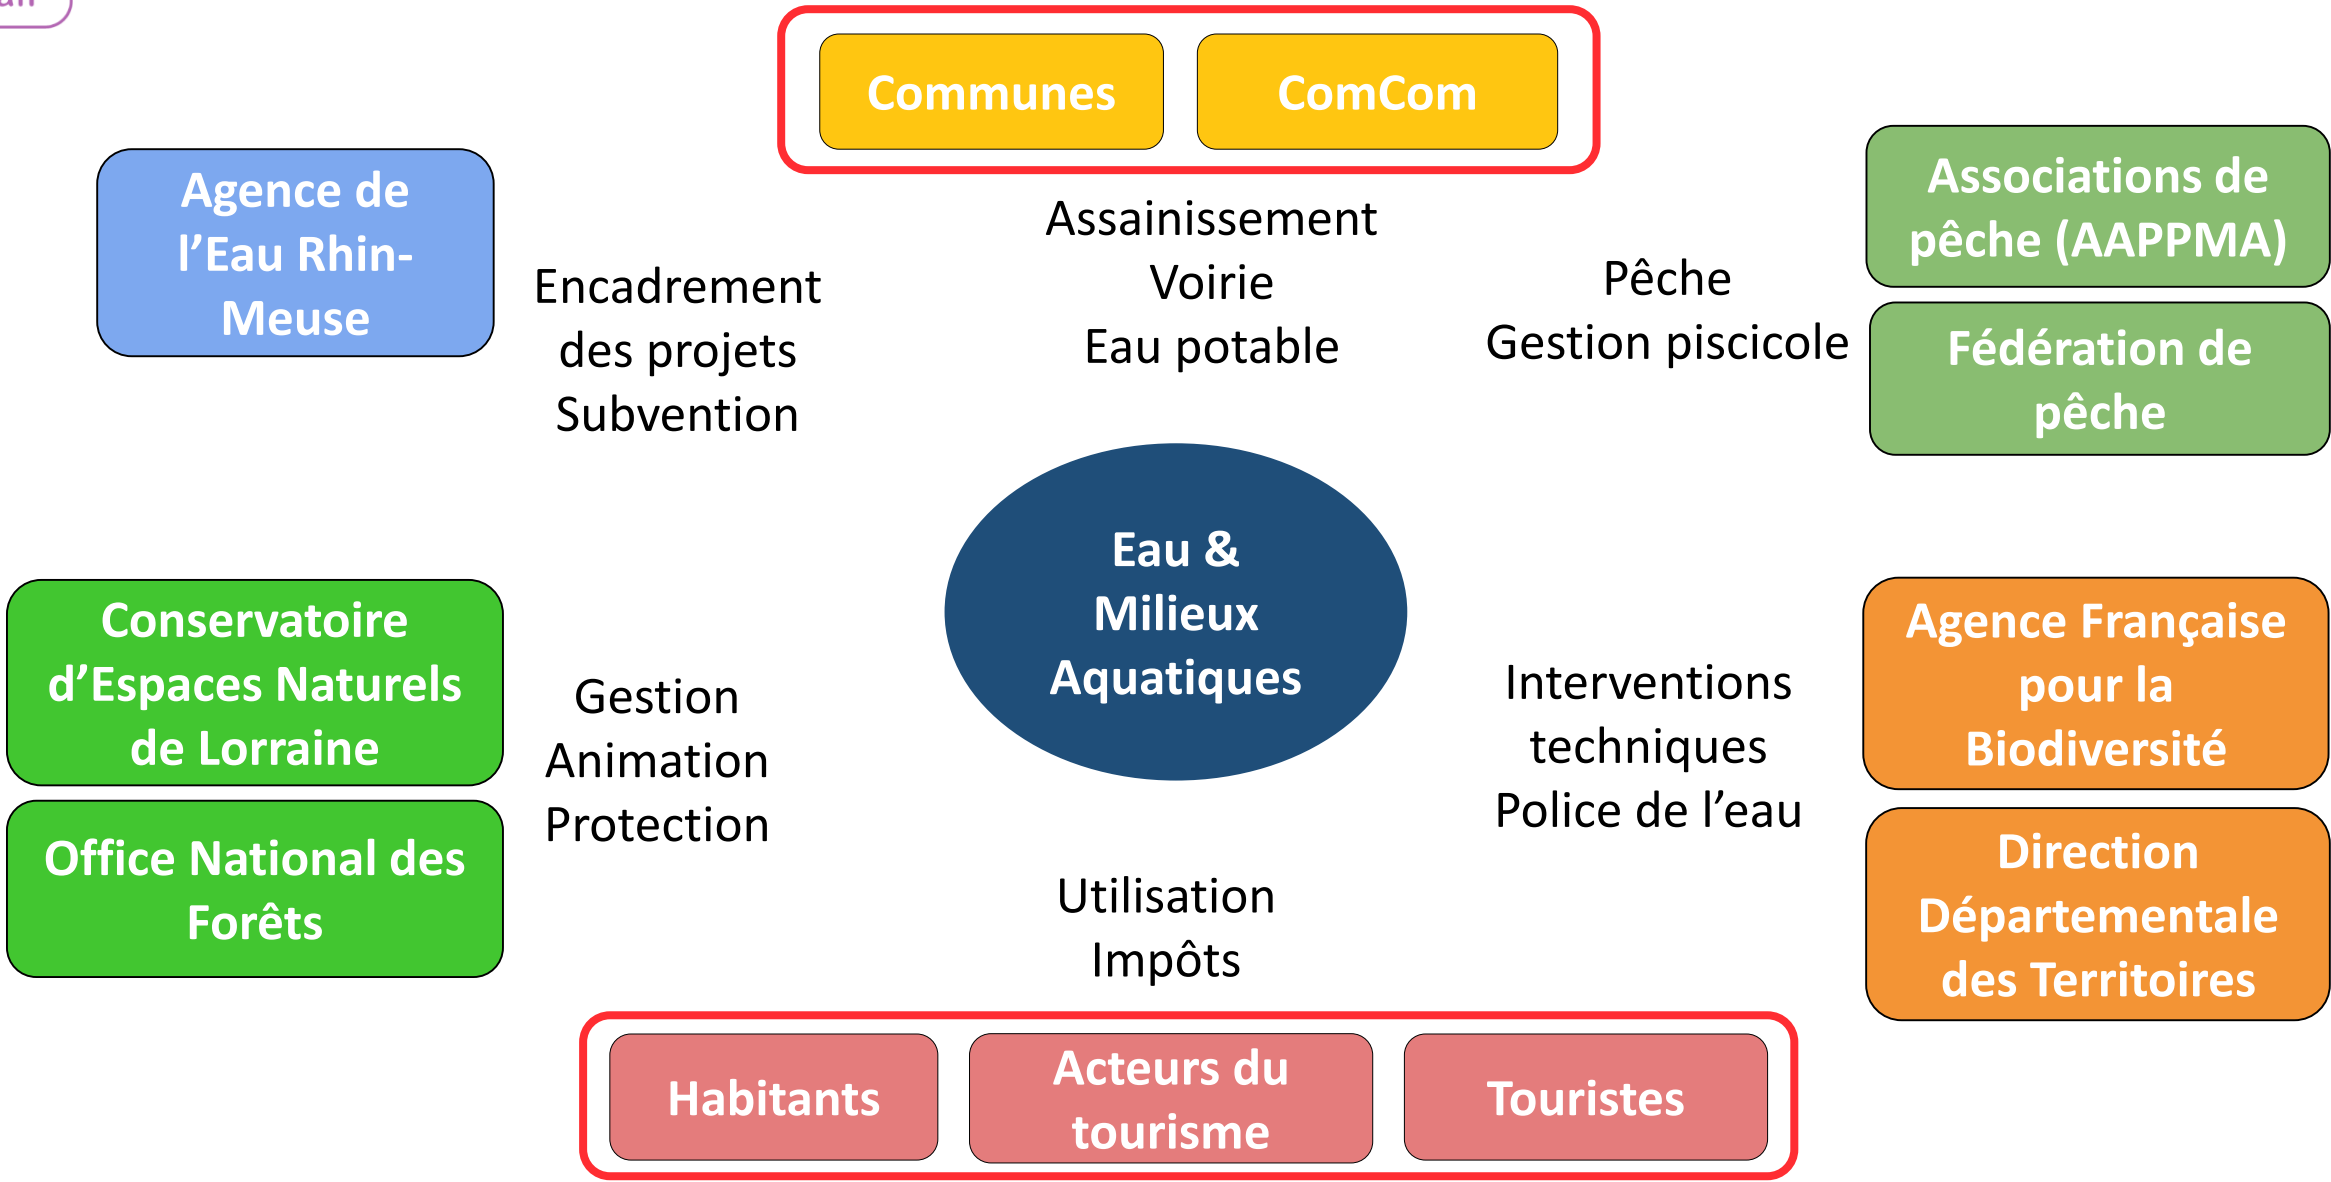 Communes
ComCom
Agence de
l’Eau Rhin-
Meuse
Encadrement
des projets
Subvention
Assainissement
Voirie
Eau potable
Pêche
Gestion piscicole
Associations de
pêche (AAPPMA)
Fédération de
pêche
Eau &
Milieux
Aquatiques
Conservatoire
d’Espaces Naturels
de Lorraine
Office National des
Forêts
Gestion
Animation
Protection
Interventions
techniques
Police de l’eau
Agence Française
pour la
Biodiversité
Direction
Départementale
des Territoires
Utilisation
Impôts
Habitants
Acteurs du
tourisme
Touristes